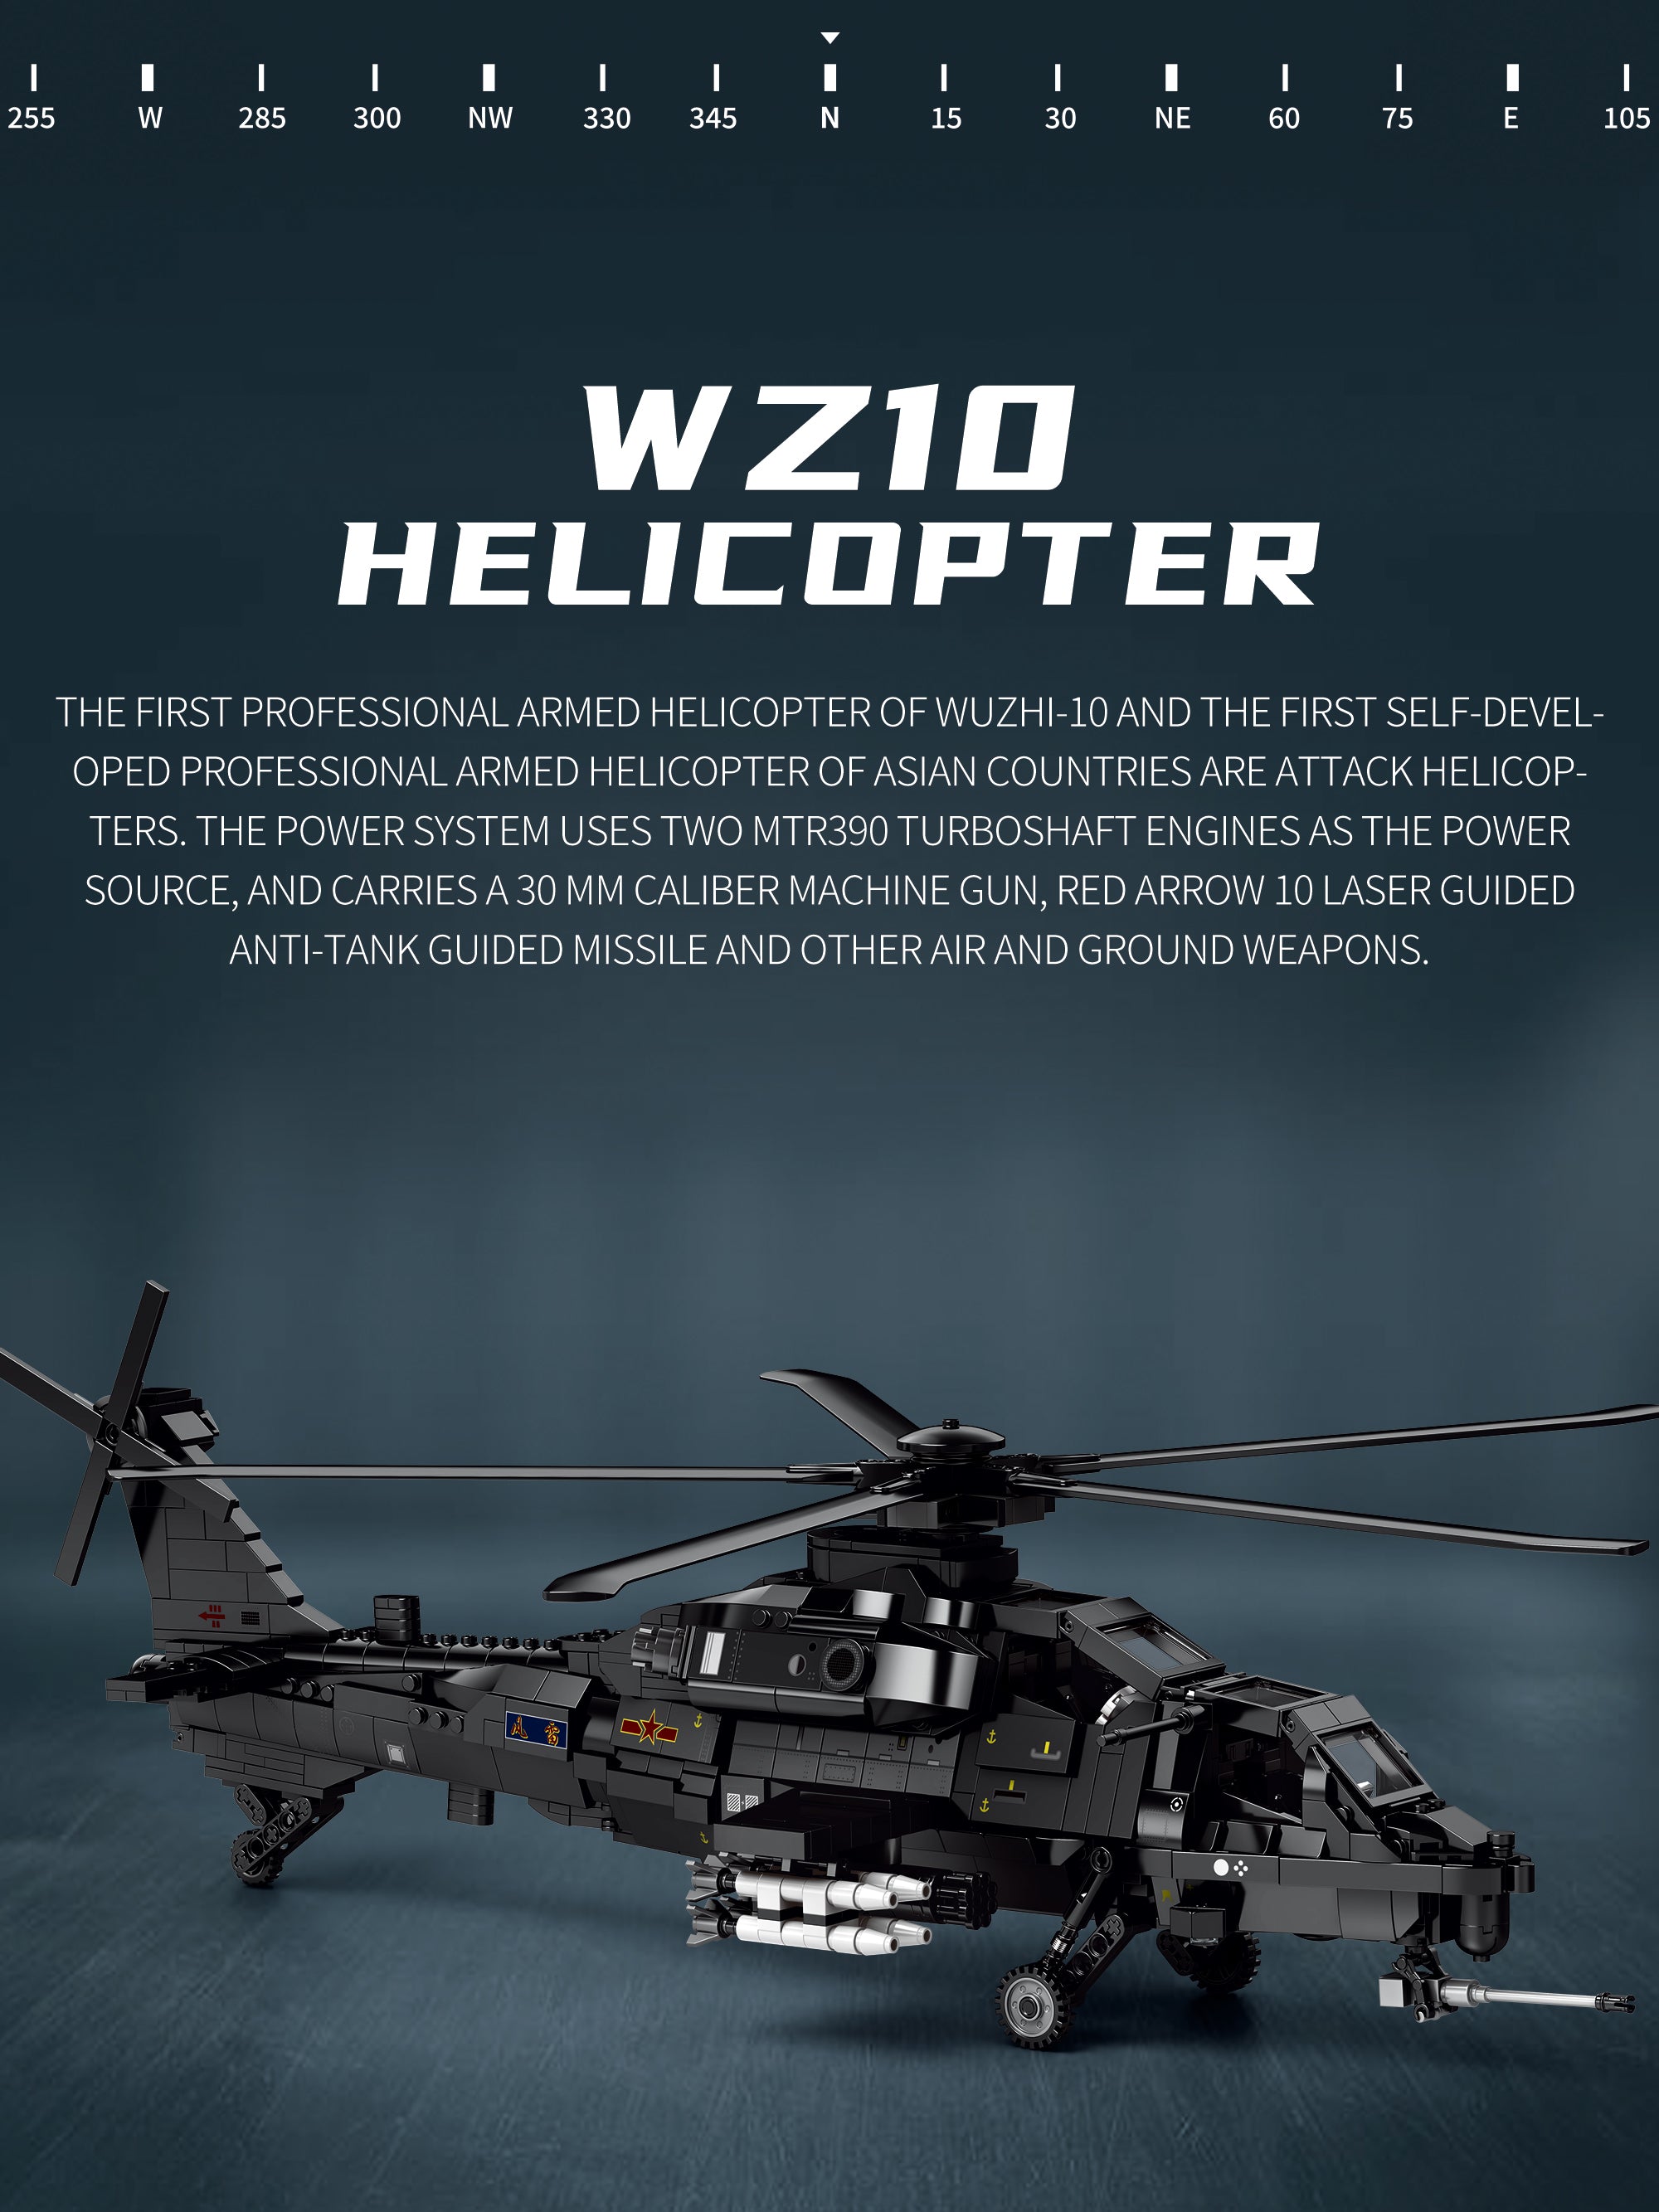 255 W 285 300 NW 330 345 N 15 30 NE 60 75 E 105
WZ10
HELICOPTER
THE FIRST PROFESSIONAL ARMED HELICOPTER OF WUZHI-10 AND THE FIRST SELF-DEVEL-
OPED PROFESSIONAL ARMED HELICOPTER OF ASIAN COUNTRIES ARE ATTACK HELICOP-
TERS. THE POWER SYSTEM USES TWO MTR390 TURBOSHAFT ENGINES AS THE POWER
SOURCE, AND CARRIES A 30 MM CALIBER MACHINE GUN, RED ARROW 10 LASER GUIDED
ANTI-TANK GUIDED MISSILE AND OTHER AIR AND GROUND WEAPONS.
风雷